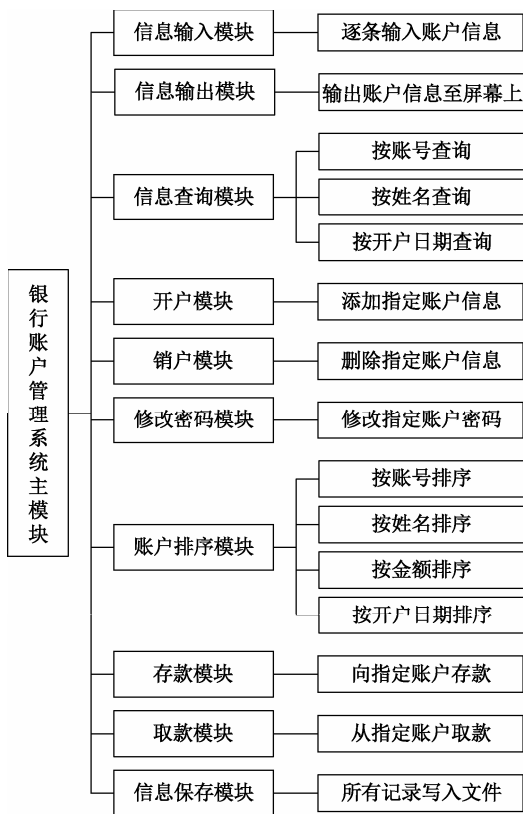 银行账户管理系统主模块
信息输入模块
逐条输入账户信息
信息输出模块
输出账户信息至屏幕上
信息查询模块
按账号查询
按姓名查询
按开户日期查询
开户模块
添加指定账户信息
销户模块
删除指定账户信息
修改密码模块
修改指定账户密码
账户排序模块
按账号排序
按姓名排序
按金额排序
按开户日期排序
存款模块
向指定账户存款
取款模块
从指定账户取款
信息保存模块
所有记录写入文件